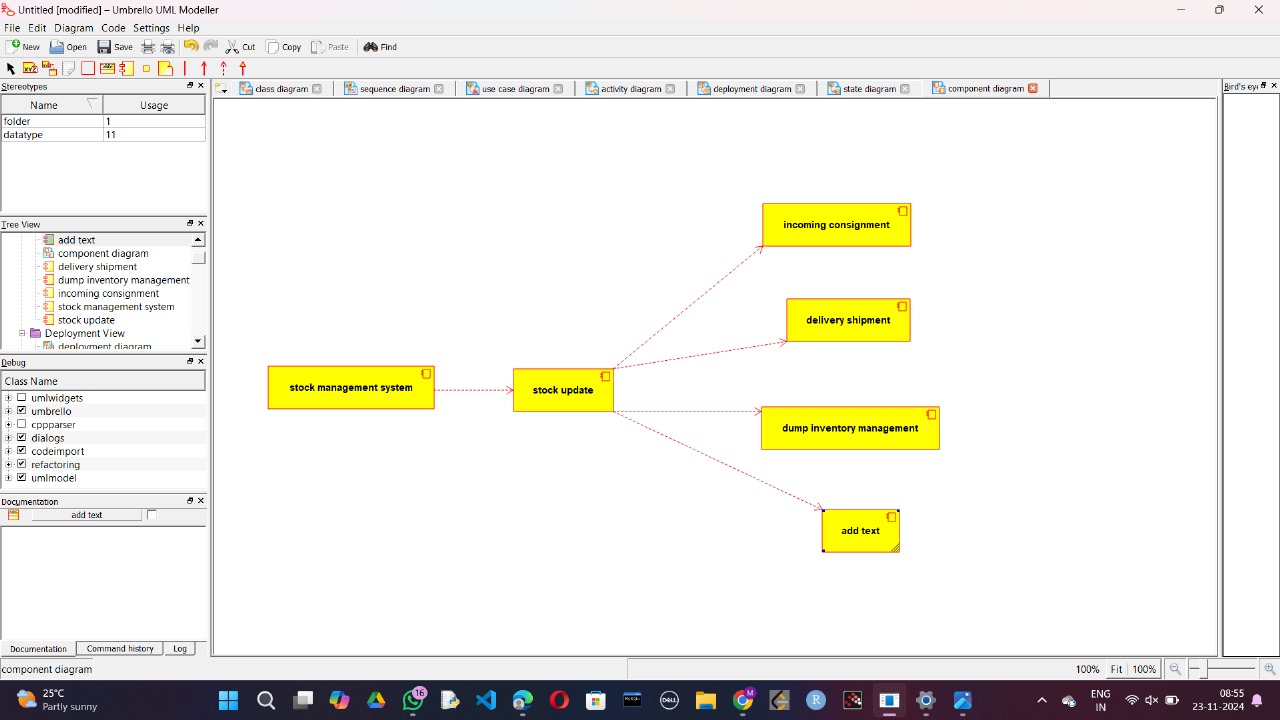 Untitled [modified] – Umbrello UML Modeller
File Edit Diagram Code Settings Help
New Open Save Cut Copy Paste Find
Stereotypes
Name Usage
folder 1
datatype 11
Tree View
add text
component diagram
delivery shipment
dump inventory management
incoming consignment
stock management system
stock update
Deployment View
deployment diagram
Debug
Class Name
umlwidgets
umbrello
cppparser
dialogs
codeimport
refactoring
umlmodel
Documentation
add text
Documentation Command history Log
class diagram sequence diagram use case diagram activity diagram deployment diagram state diagram component diagram
Bird's eye
incoming consignment
delivery shipment
stock management system
stock update
dump inventory management
add text
component diagram
100% Fit 100%
25°C
Partly sunny
16
ENG
IN
08:55
23-11-2024